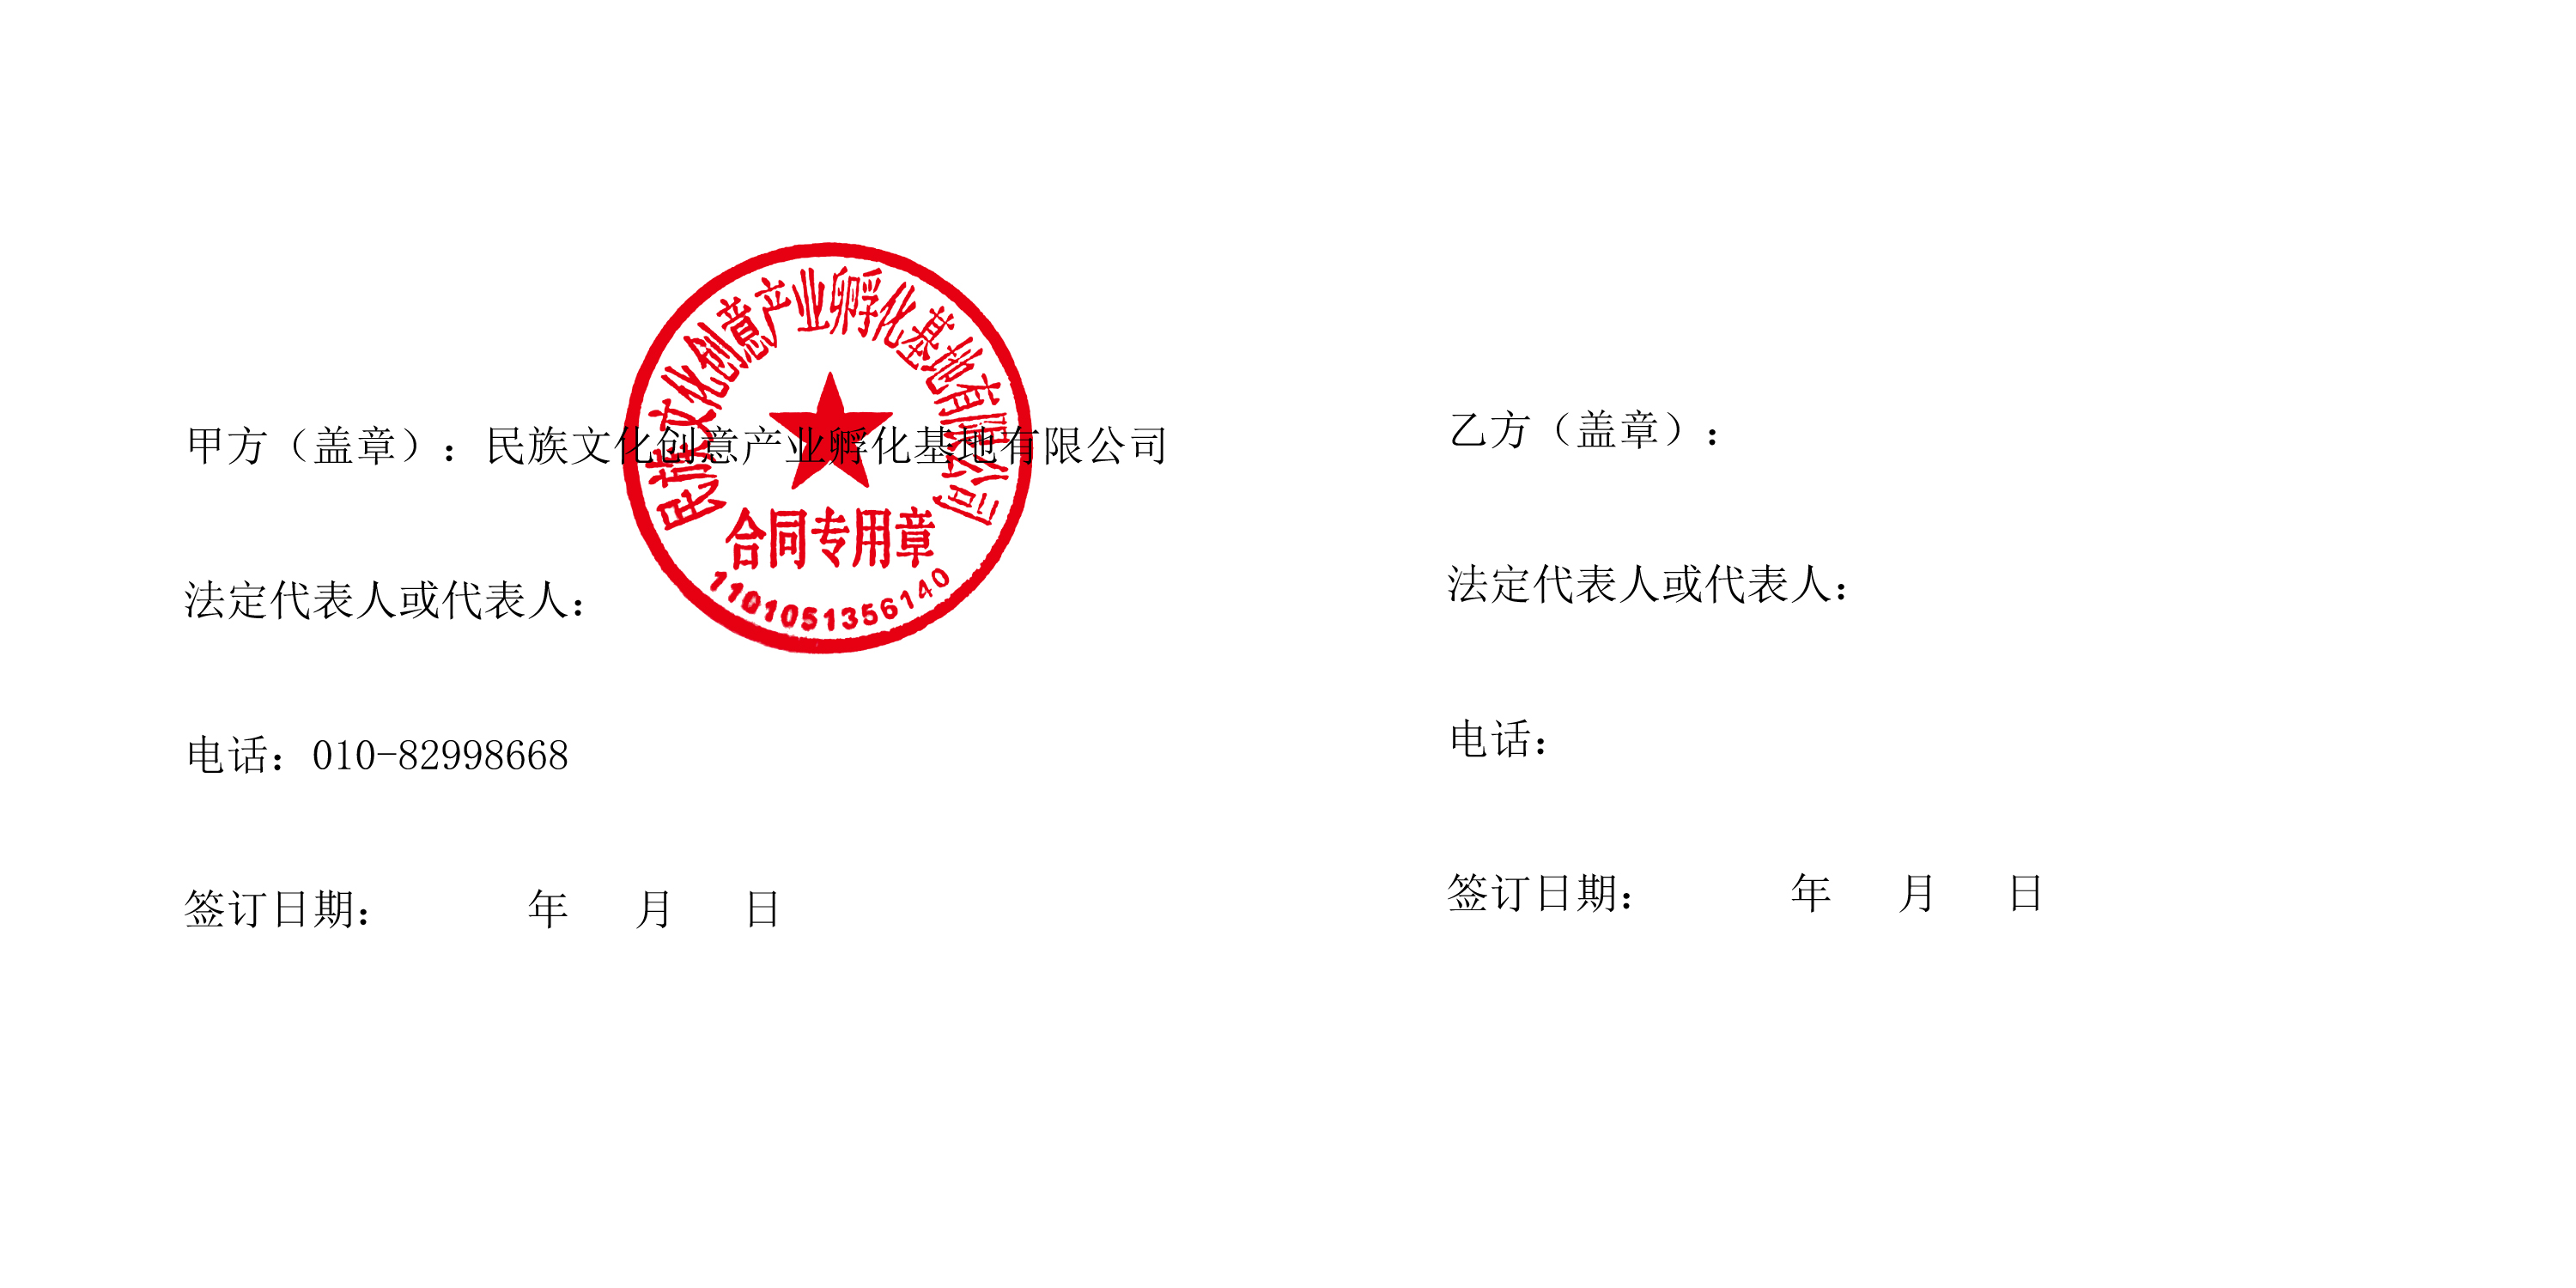 甲方（盖章）：民族文化创意产业孵化基地有限公司
民族文化创意产业孵化基地有限公司
合同专用章
1101051356140
法定代表人或代表人：
电话：010-82998668
签订日期： 年 月 日
乙方（盖章）：
法定代表人或代表人：
电话：
签订日期： 年 月 日